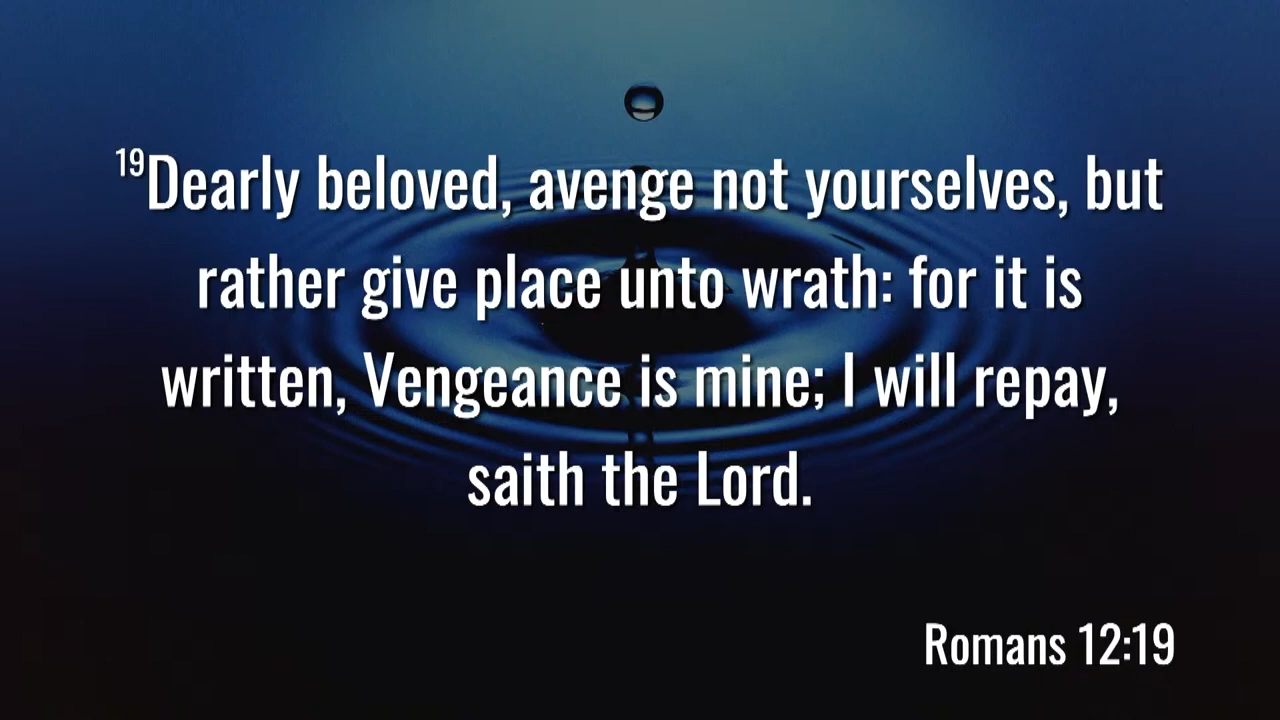 19Dearly beloved, avenge not yourselves, but
rather give place unto wrath: for it is
written, Vengeance is mine; I will repay,
saith the Lord.
Romans 12:19